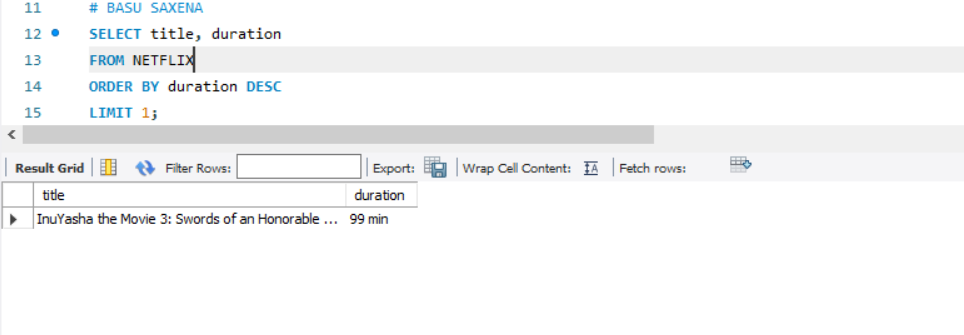 11 # BASU SAXENA
12 SELECT title, duration
13 FROM NETFLIX
14 ORDER BY duration DESC
15 LIMIT 1;
Result Grid Filter Rows: Export: Wrap Cell Content: Fetch rows:
title duration
InuYasha the Movie 3: Swords of an Honorable ... 99 min